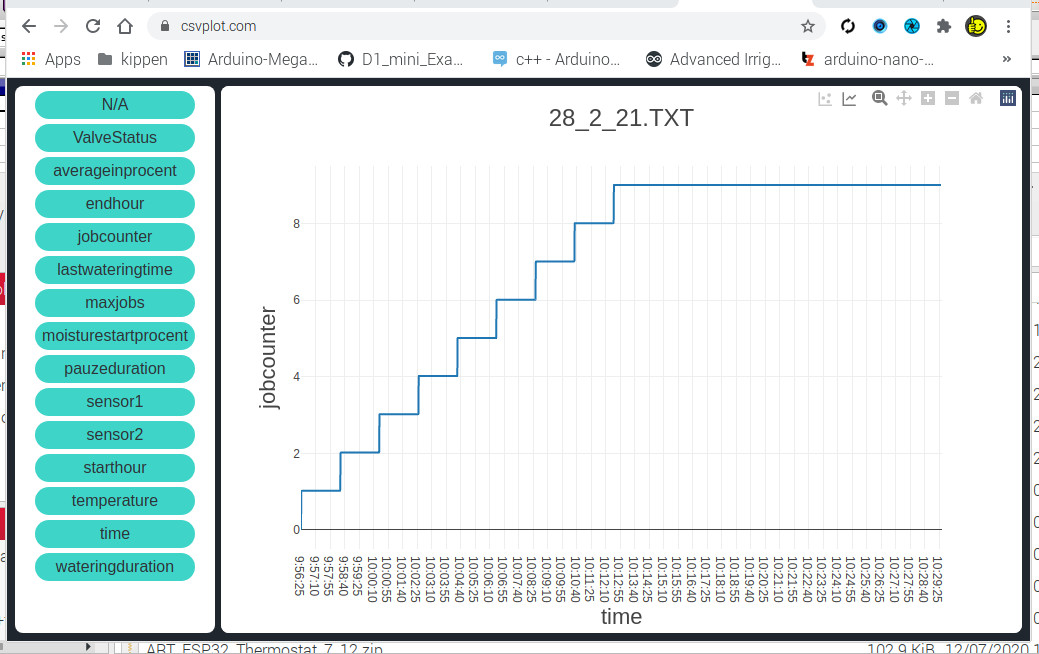 csvplot.com
Apps kippen Arduino-Mega... D1_mini_Exa... c++ - Arduino... Advanced Irrig... arduino-nano-... »
N/A
ValveStatus
averageinprocent
endhour
jobcounter
lastwateringtime
maxjobs
moisturestartprocent
pauzeduration
sensor1
sensor2
starthour
temperature
time
wateringduration
28_2_21.TXT
jobcounter
8
6
4
2
0
9:56:25
9:57:10
9:57:55
9:58:40
9:59:25
10:00:10
10:00:55
10:01:40
10:02:25
10:03:10
10:03:55
10:04:40
10:05:25
10:06:10
10:06:55
10:07:40
10:08:25
10:09:10
10:09:55
10:10:40
10:11:25
10:12:10
10:12:55
10:13:40
10:14:25
10:15:10
10:15:55
10:16:40
10:17:25
10:18:10
10:18:55
10:19:40
10:20:25
10:21:10
10:21:55
10:22:40
10:23:25
10:24:10
10:24:55
10:25:40
10:26:25
10:27:10
10:27:55
10:28:40
10:29:25
time
ART_ESP32_Thermostat_7_12.zip 102,9 KiB 12/07/2020